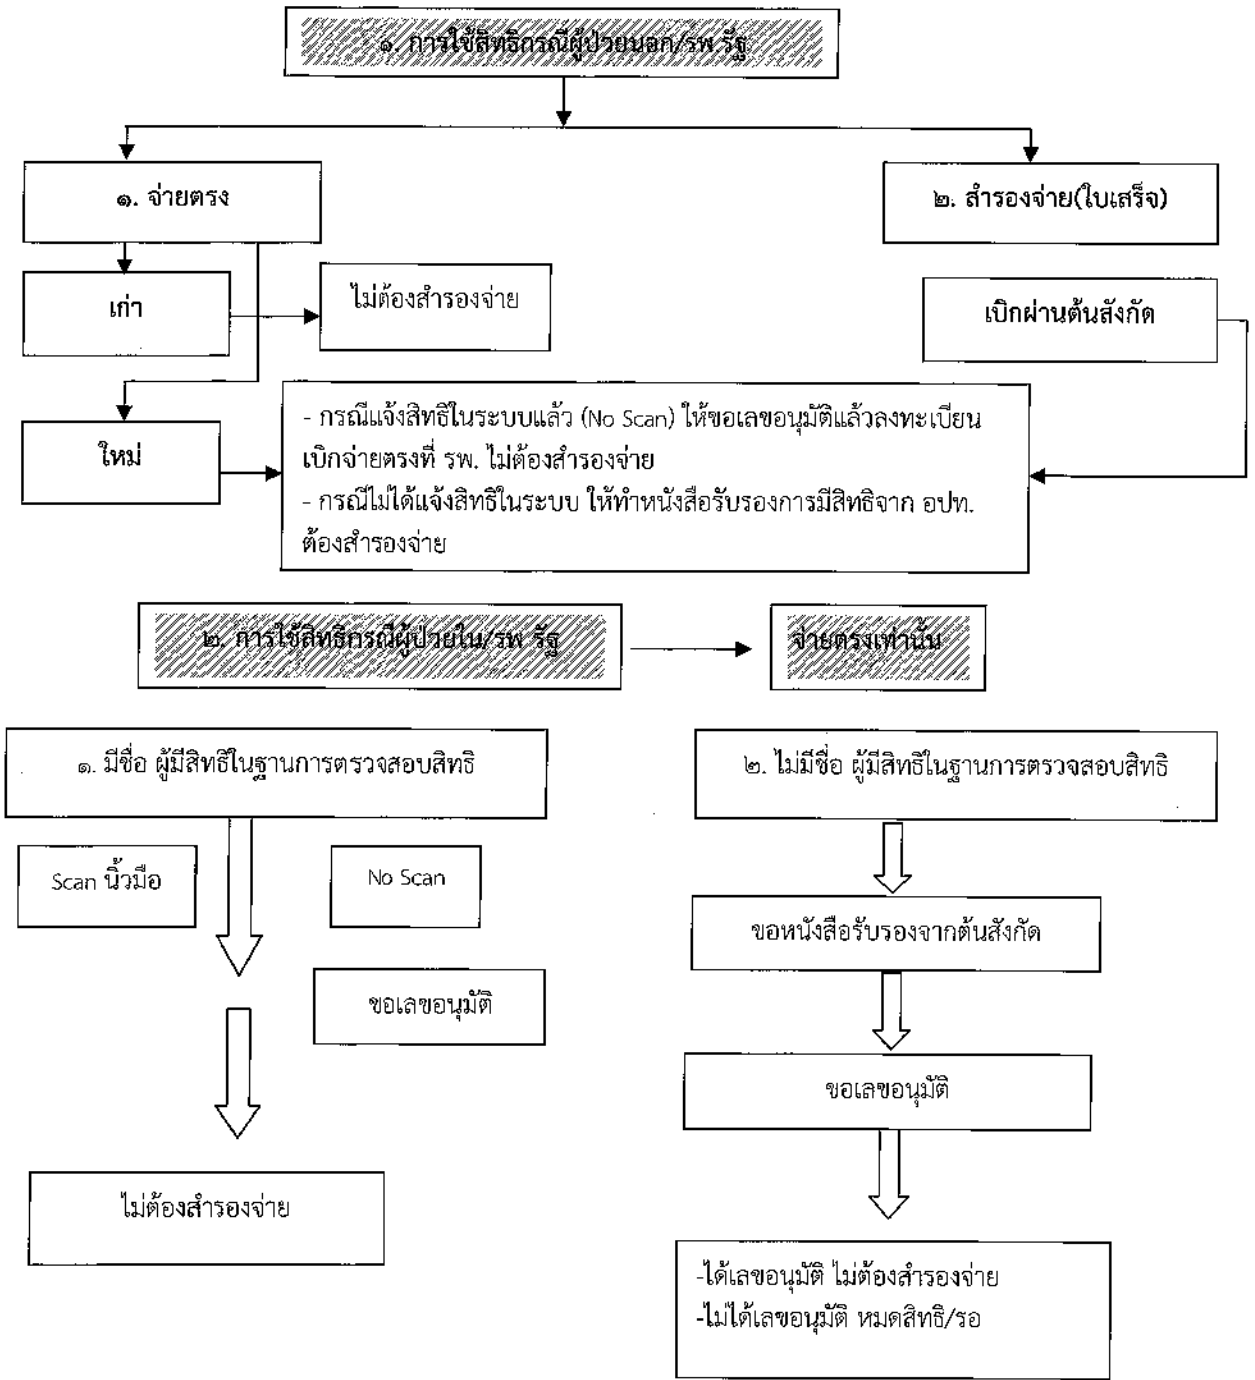 ๑. การใช้สิทธิกรณีผู้ป่วยนอก/รพ.รัฐ
๑. จ่ายตรง
๒. สำรองจ่าย(ใบเสร็จ)
เก่า
ไม่ต้องสำรองจ่าย
เบิกผ่านต้นสังกัด
ใหม่
- กรณีแจ้งสิทธิในระบบแล้ว (No Scan) ให้ขอเลขอนุมัติแล้วลงทะเบียน
เบิกจ่ายตรงที่ รพ. ไม่ต้องสำรองจ่าย
- กรณีไม่ได้แจ้งสิทธิในระบบ ให้ทำหนังสือรับรองการมีสิทธิจาก อปท.
ต้องสำรองจ่าย
๒. การใช้สิทธิกรณีผู้ป่วยใน/รพ รัฐ
จ่ายตรงเท่านั้น
๑. มีชื่อ ผู้มีสิทธิในฐานการตรวจสอบสิทธิ
๒. ไม่มีชื่อ ผู้มีสิทธิในฐานการตรวจสอบสิทธิ
Scan นิ้วมือ
No Scan
ขอหนังสือรับรองจากต้นสังกัด
ขอเลขอนุมัติ
ขอเลขอนุมัติ
ไม่ต้องสำรองจ่าย
-ได้เลขอนุมัติ ไม่ต้องสำรองจ่าย
-ไม่ได้เลขอนุมัติ หมดสิทธิ/รอ